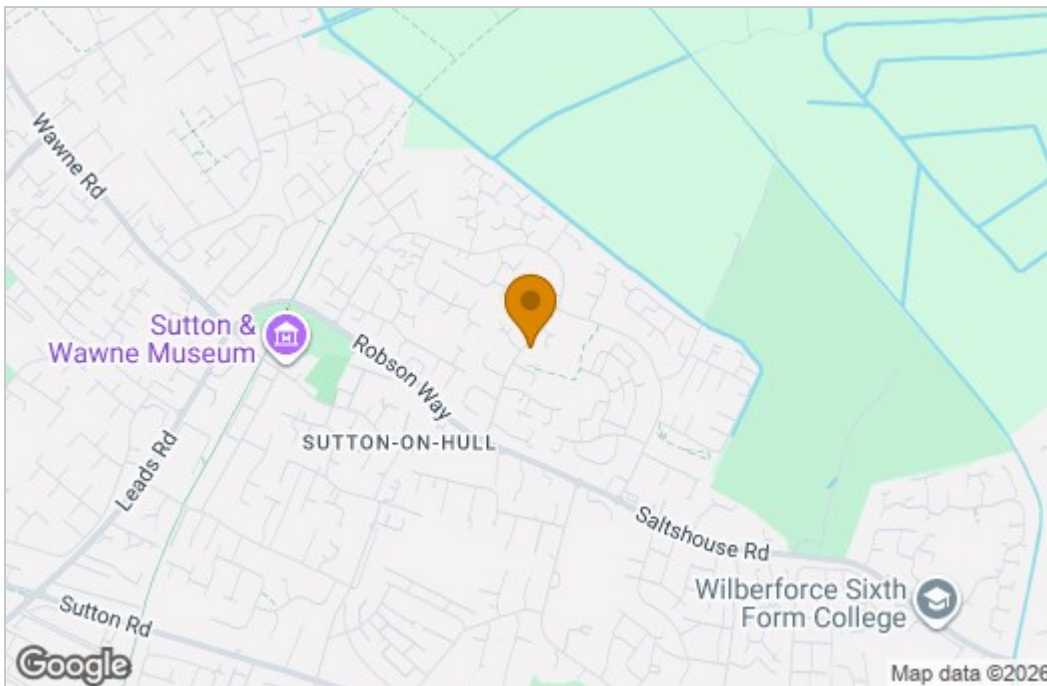 Wawne Rd
Sutton &
Wawne Museum
Robson Way
SUTTON-ON-HULL
Leads Rd
Saltshouse Rd
Sutton Rd
Wilberforce Sixth
Form College
Google
Map data ©2026